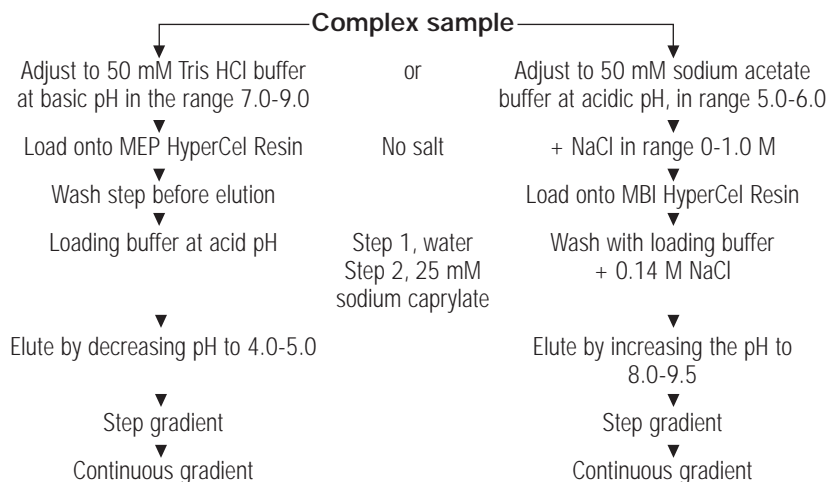 Complex sample
Adjust to 50 mM Tris HCl buffer
at basic pH in the range 7.0-9.0
or
Adjust to 50 mM sodium acetate
buffer at acidic pH, in range 5.0-6.0
Load onto MEP HyperCel Resin
No salt
+ NaCl in range 0-1.0 M
Wash step before elution
Load onto MBI HyperCel Resin
Loading buffer at acid pH
Step 1, water
Step 2, 25 mM
sodium caprylate
Wash with loading buffer
+ 0.14 M NaCl
Elute by decreasing pH to 4.0-5.0
Elute by increasing the pH to
8.0-9.5
Step gradient
Step gradient
Continuous gradient
Continuous gradient